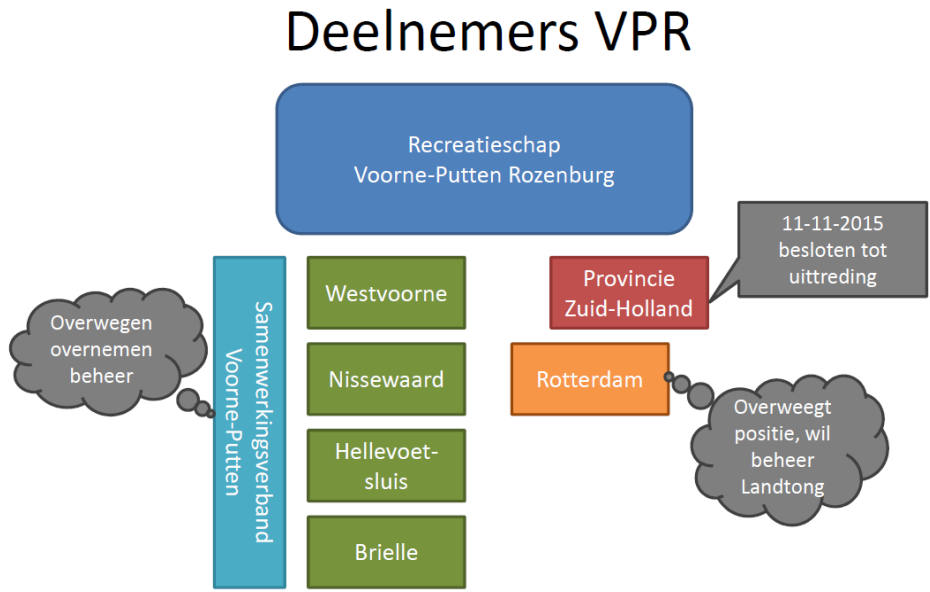 Deelnemers VPR
Recreatieschap
Voorne-Putten Rozenburg
11-11-2015
besloten tot
uittreding
Provincie
Zuid-Holland
Westvoorne
Overwegen
overnemen
beheer
Samenwerkingsverband
Voorne-Putten
Nissewaard
Rotterdam
Overweegt
positie, wil
beheer
Landtong
Hellevoet-
sluis
Brielle